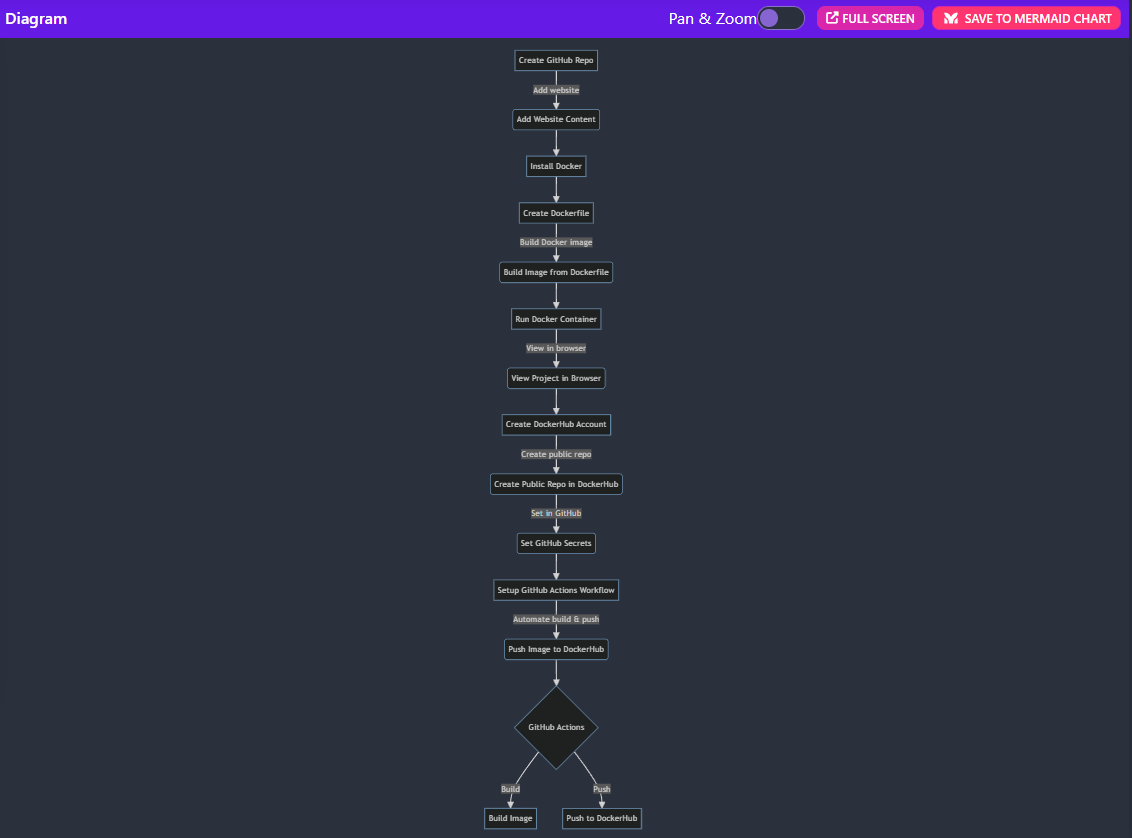 Diagram
Pan & Zoom
FULL SCREEN
SAVE TO MERMAID CHART
Create GitHub Repo
Add website
Add Website Content
Install Docker
Create Dockerfile
Build Docker image
Build Image from Dockerfile
Run Docker Container
View in browser
View Project in Browser
Create DockerHub Account
Create public repo
Create Public Repo in DockerHub
Set in GitHub
Set GitHub Secrets
Setup GitHub Actions Workflow
Automate build & push
Push Image to DockerHub
GitHub Actions
Build
Push
Build Image
Push to DockerHub